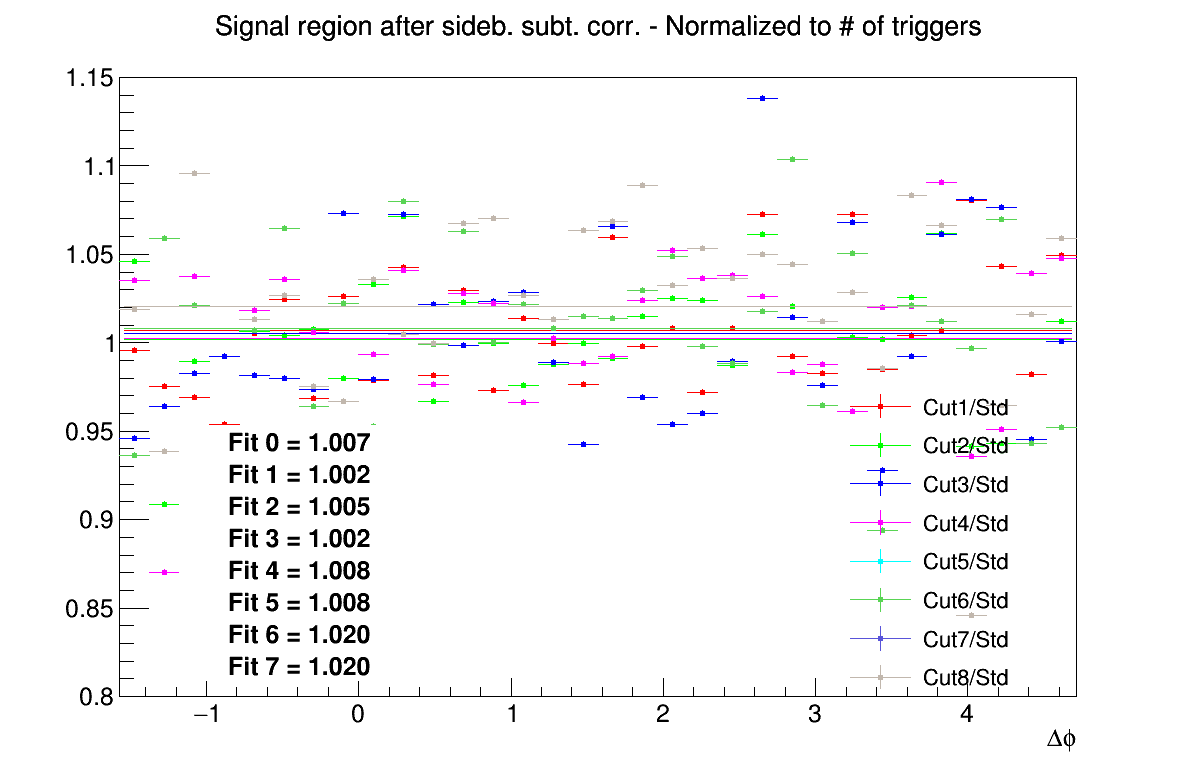 Signal region after sideb. subt. corr. - Normalized to # of triggers
1.15
1.1
1.05
1
0.95
0.9
0.85
0.8
Fit 0 = 1.007
Fit 1 = 1.002
Fit 2 = 1.005
Fit 3 = 1.002
Fit 4 = 1.008
Fit 5 = 1.008
Fit 6 = 1.020
Fit 7 = 1.020
Cut1/Std
Cut2/Std
Cut3/Std
Cut4/Std
Cut5/Std
Cut6/Std
Cut7/Std
Cut8/Std
−1 0 1 2 3 4
Δϕ